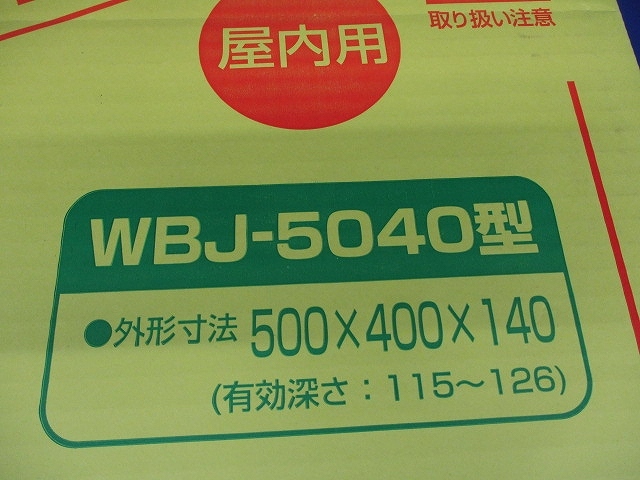 屋内用
取り扱い注意
WBJ-5040型
●外形寸法 500×400×140
(有効深さ：115～126)